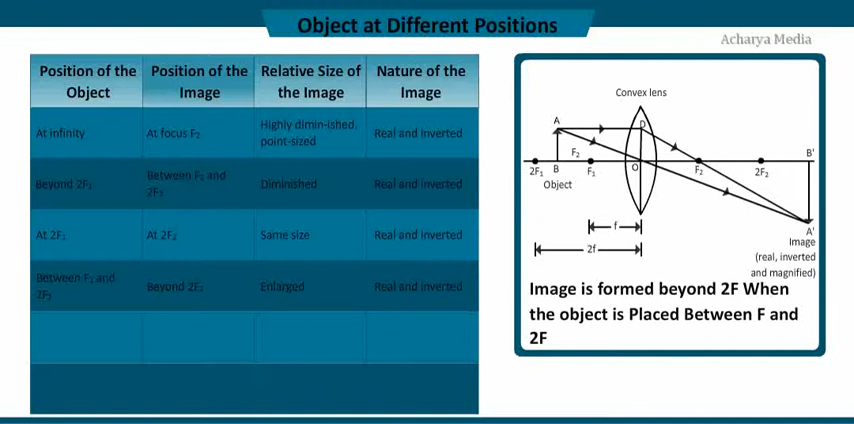 Object at Different Positions
Acharya Media
Position of the Object
Position of the Image
Relative Size of the Image
Nature of the Image
At infinity
At focus F₂
Highly dimin-ished, point-sized
Real and inverted
Beyond 2F₁
Between F₂ and
Diminished
Real and inverted
At 2F₁
At 2F₂
Same size
Real and inverted
Between F₁ and
Beyond 2F₂
Enlarged
Real and inverted
Convex lens
A
D
B'
F₂
2F₁
B
F₁
O
F₂
2F₂
Object
f
2f
A'
Image
(real, inverted
and magnified)
Image is formed beyond 2F When
the object is Placed Between F and
2F